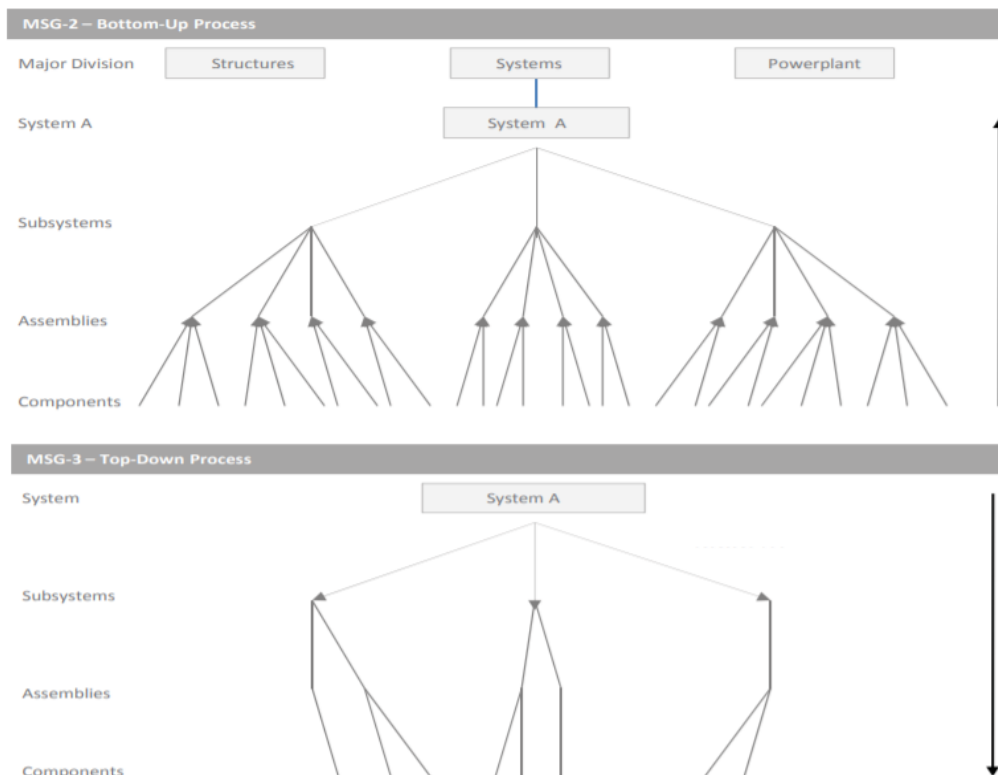 MSG-2 – Bottom-Up Process
Major Division Structures Systems Powerplant
System A System A
Subsystems
Assemblies
Components
MSG-3 – Top-Down Process
System System A
Subsystems
Assemblies
Components